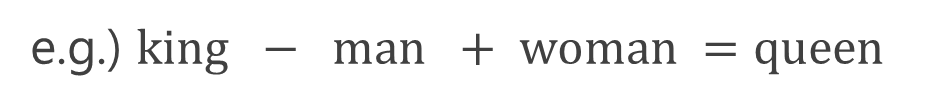 e.g.) king − man + woman = queen